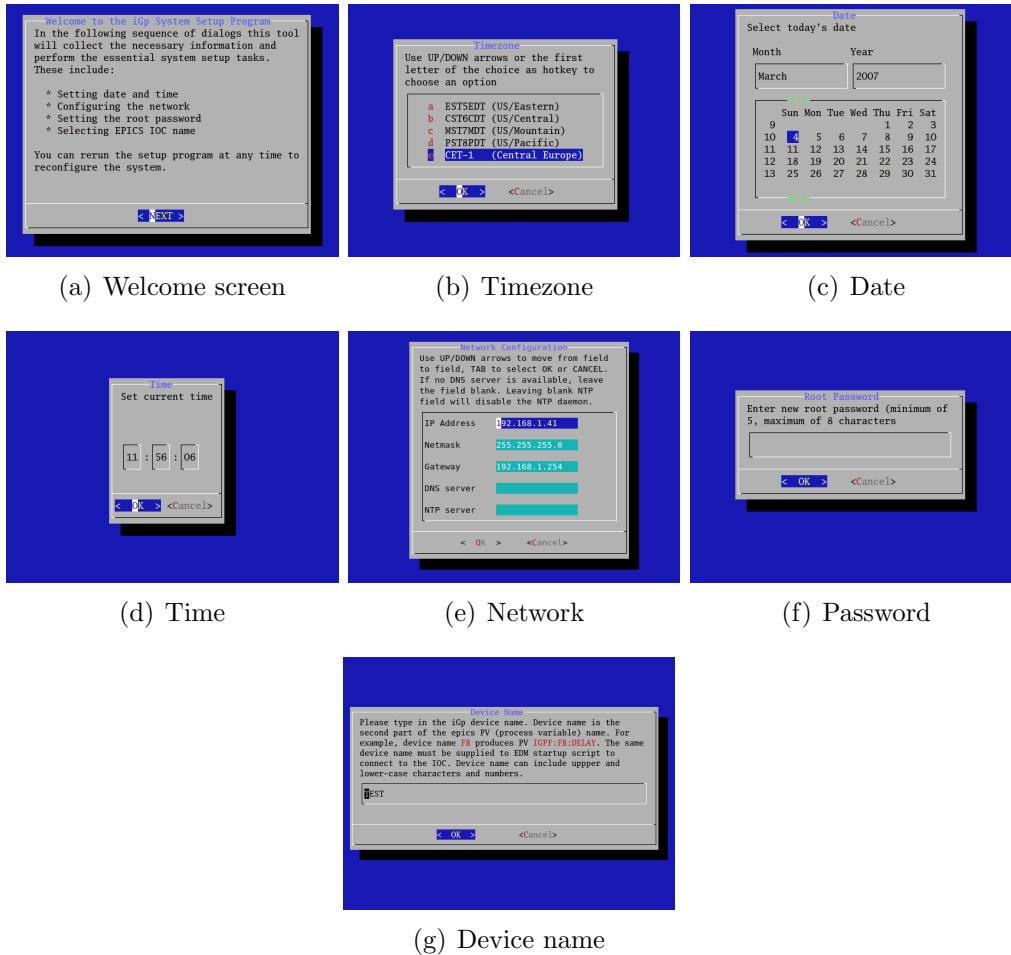 Welcome to the iGp System Setup Program
In the following sequence of dialogs this tool
will collect the necessary information and
perform the essential system setup tasks.
These include:
* Setting date and time
* Configuring the network
* Setting the root password
* Selecting EPICS IOC name
You can rerun the setup program at any time to
reconfigure the system.
< NEXT >
(a) Welcome screen
Timezone
Use UP/DOWN arrows or the first
letter of the choice as hotkey to
choose an option
a EST5EDT (US/Eastern)
b CST6CDT (US/Central)
c MST7MDT (US/Mountain)
d PST8PDT (US/Pacific)
e CET-1 (Central Europe)
< OK > <Cancel>
(b) Timezone
Date
Select today's date
Month Year
March 2007
Sun Mon Tue Wed Thu Fri Sat
9 1 2 3
10 4 5 6 7 8 9 10
11 11 12 13 14 15 16 17
12 18 19 20 21 22 23 24
13 25 26 27 28 29 30 31
< OK > <Cancel>
(c) Date
Time
Set current time
11 : 56 : 06
< OK > <Cancel>
(d) Time
Network Configuration
Use UP/DOWN arrows to move from field
to field, TAB to select OK or CANCEL.
If no DNS server is available, leave
the field blank. Leaving blank NTP
field will disable the NTP daemon.
IP Address 192.168.1.41
Netmask 255.255.255.0
Gateway 192.168.1.254
DNS server
NTP server
< OK > <Cancel>
(e) Network
Root Password
Enter new root password (minimum of
5, maximum of 8 characters
< OK > <Cancel>
(f) Password
Device Name
Please type in the iGp device name. Device name is the
second part of the epics PV (process variable) name. For
example, device name FB produces PV IGPF:FB:DELAY. The same
device name must be supplied to EDM startup script to
connect to the IOC. Device name can include uppper and
lower-case characters and numbers.
TEST
< OK > <Cancel>
(g) Device name